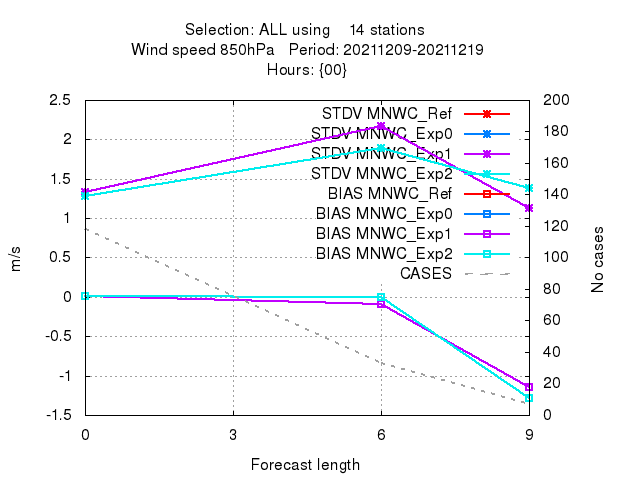 Selection: ALL using    14 stations
Wind speed 850hPa   Period: 20211209-20211219
Hours: {00}
2.5
2
1.5
1
0.5
0
-0.5
-1
-1.5
m/s
200
180
160
140
120
100
80
60
40
20
0
No cases
STDV MNWC_Ref
STDV MNWC_Exp0
STDV MNWC_Exp1
STDV MNWC_Exp2
BIAS MNWC_Ref
BIAS MNWC_Exp0
BIAS MNWC_Exp1
BIAS MNWC_Exp2
CASES
0 3 6 9
Forecast length